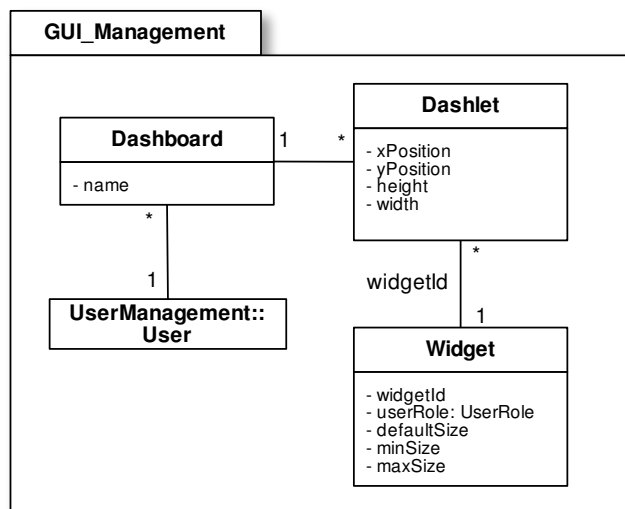 GUI_Management
Dashboard
- name
1
*
Dashlet
- xPosition
- yPosition
- height
- width
*
1
UserManagement::
User
*
widgetId
1
Widget
- widgetId
- userRole: UserRole
- defaultSize
- minSize
- maxSize